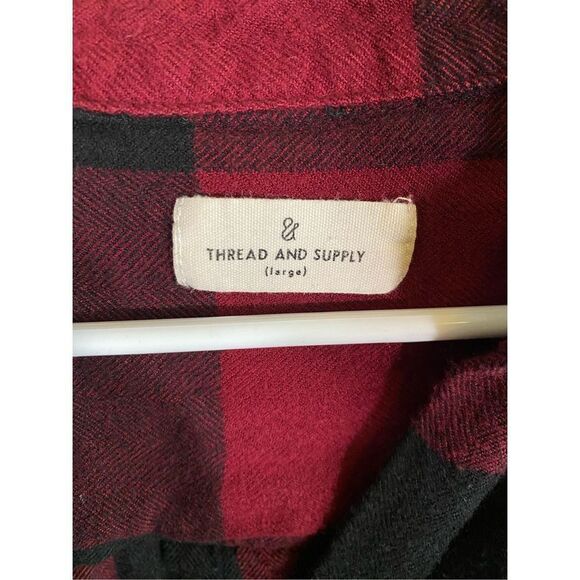 &
THREAD AND SUPPLY
(large)